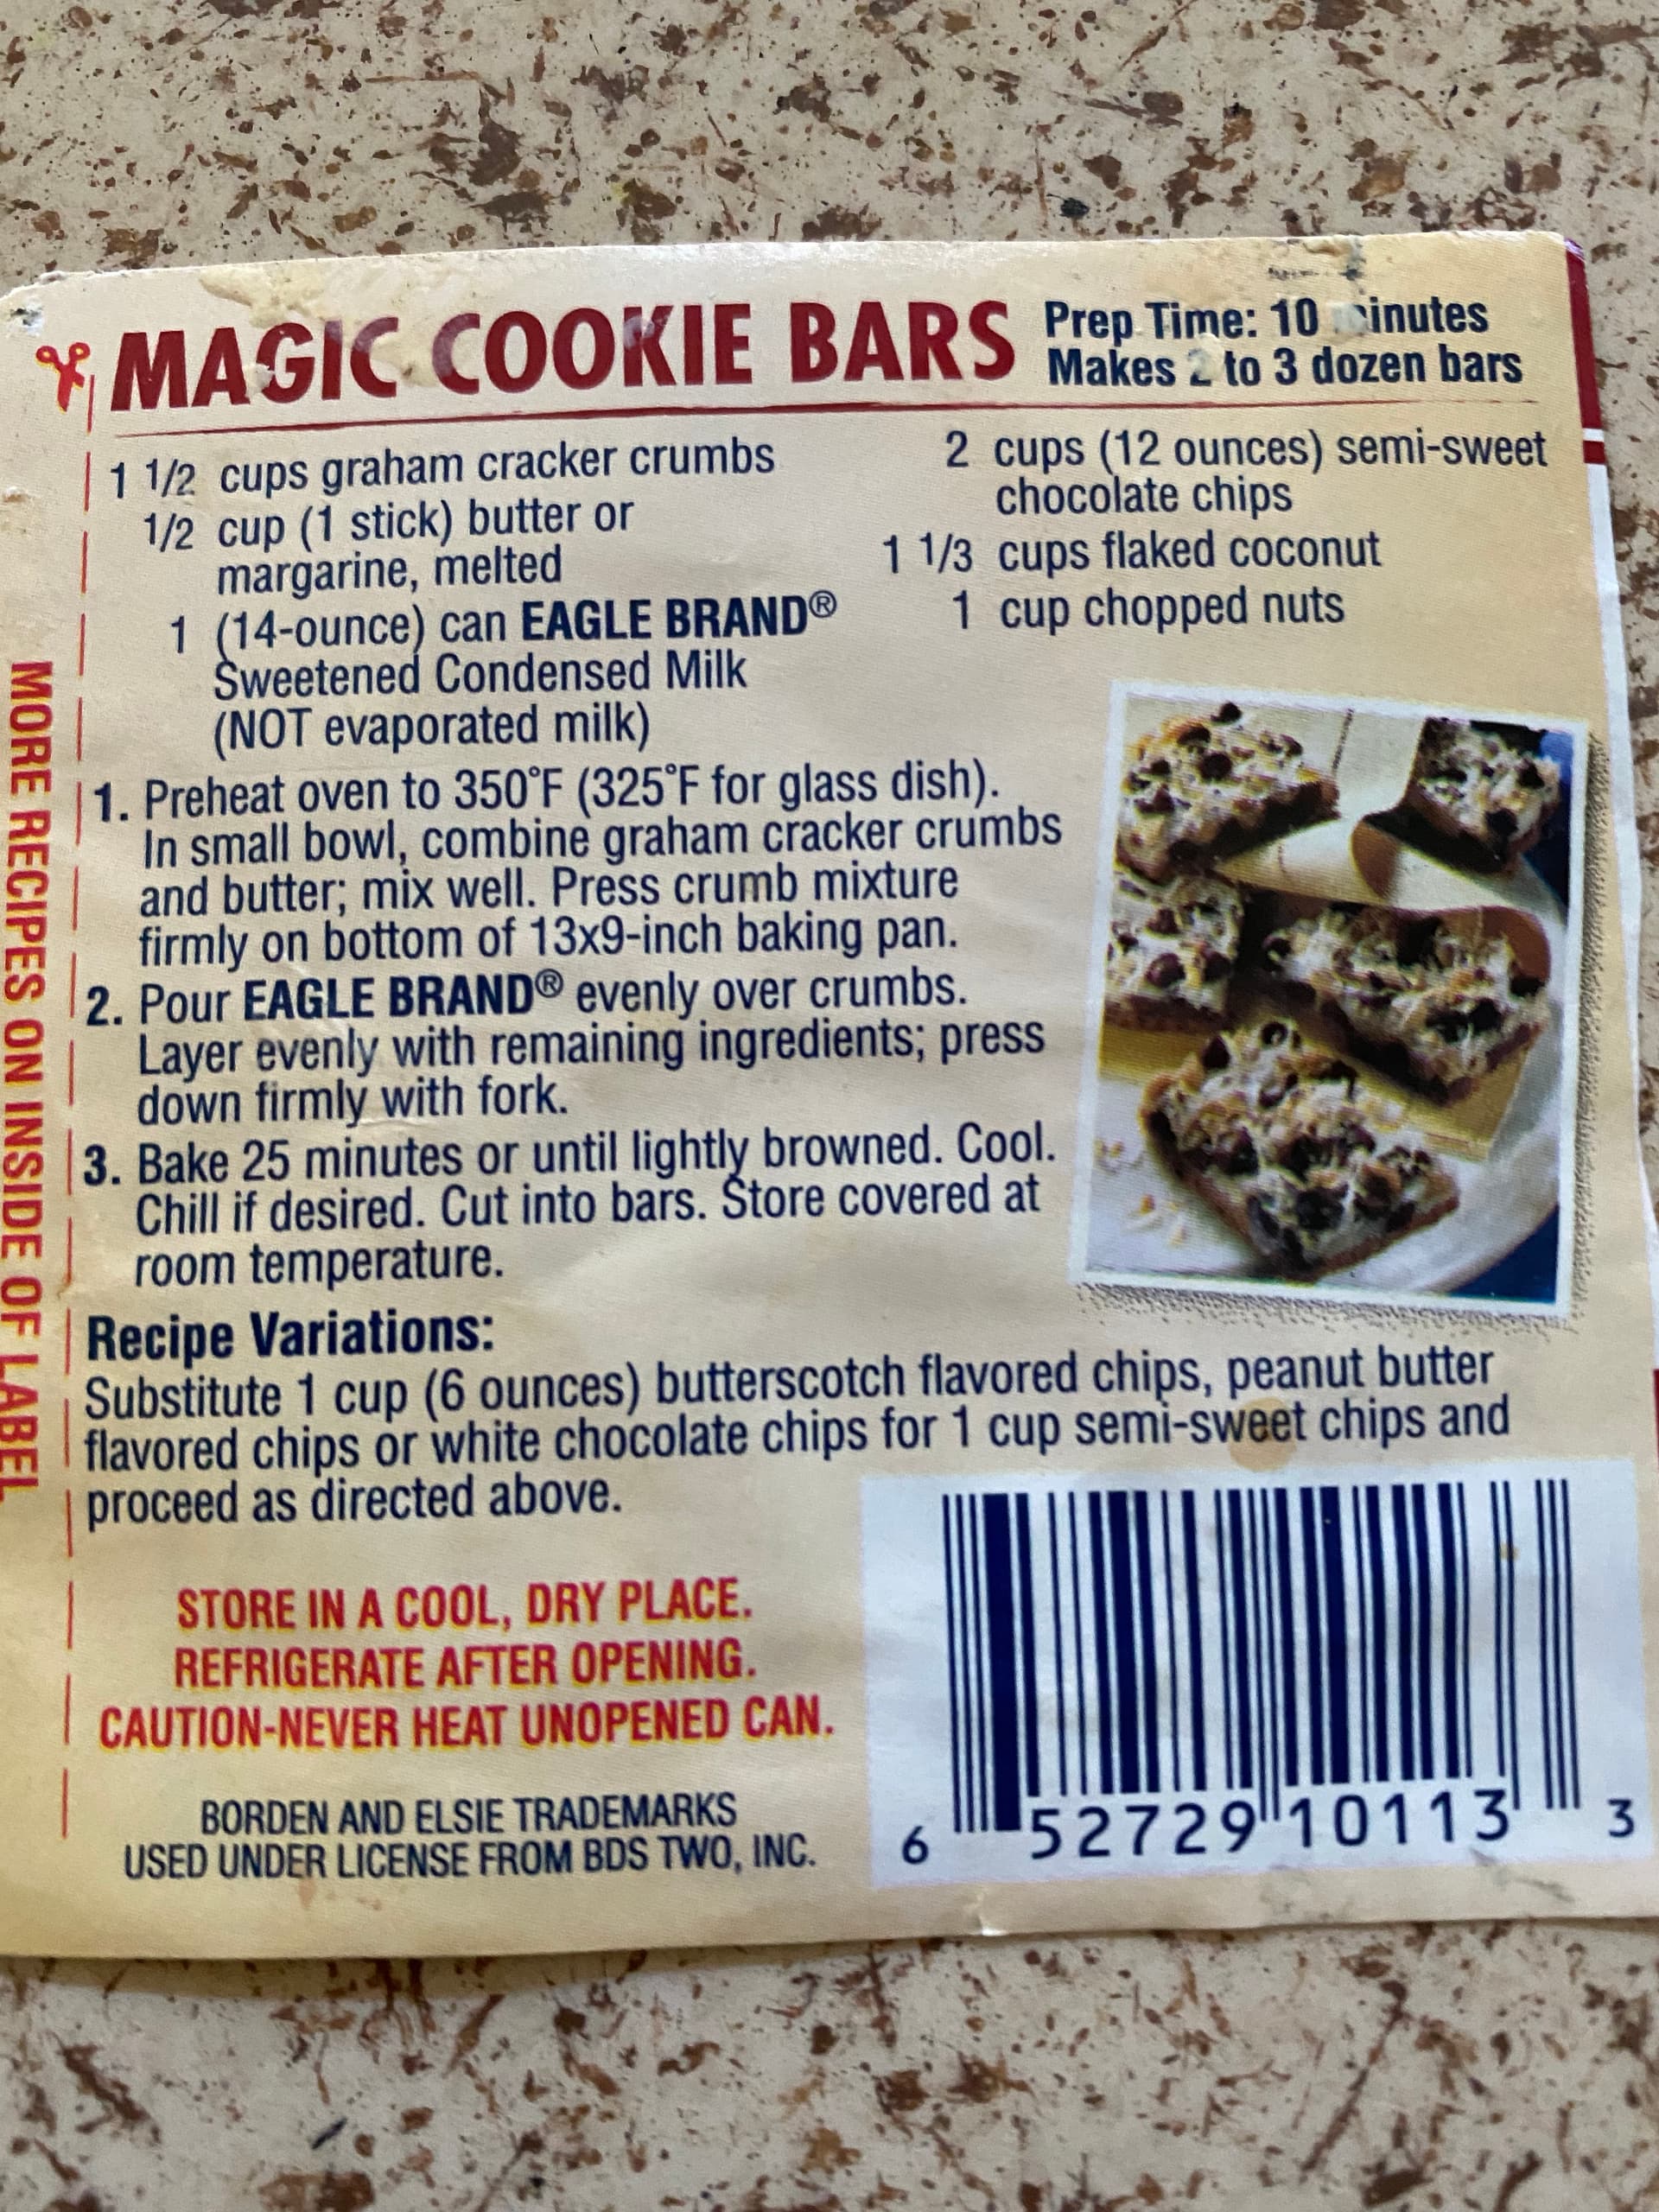 MAGIC COOKIE BARS
Prep Time: 10 minutes
Makes 2 to 3 dozen bars
1 1/2 cups graham cracker crumbs
1/2 cup (1 stick) butter or
margarine, melted
1 (14-ounce) can EAGLE BRAND®
Sweetened Condensed Milk
(NOT evaporated milk)
2 cups (12 ounces) semi-sweet
chocolate chips
1 1/3 cups flaked coconut
1 cup chopped nuts
1. Preheat oven to 350°F (325°F for glass dish).
In small bowl, combine graham cracker crumbs
and butter; mix well. Press crumb mixture
firmly on bottom of 13x9-inch baking pan.
2. Pour EAGLE BRAND® evenly over crumbs.
Layer evenly with remaining ingredients; press
down firmly with fork.
3. Bake 25 minutes or until lightly browned. Cool.
Chill if desired. Cut into bars. Store covered at
room temperature.
Recipe Variations:
Substitute 1 cup (6 ounces) butterscotch flavored chips, peanut butter
flavored chips or white chocolate chips for 1 cup semi-sweet chips and
proceed as directed above.
STORE IN A COOL, DRY PLACE.
REFRIGERATE AFTER OPENING.
CAUTION-NEVER HEAT UNOPENED CAN.
BORDEN AND ELSIE TRADEMARKS
USED UNDER LICENSE FROM BDS TWO, INC.
6 52729 10113 3
MORE RECIPES ON INSIDE OF LABEL